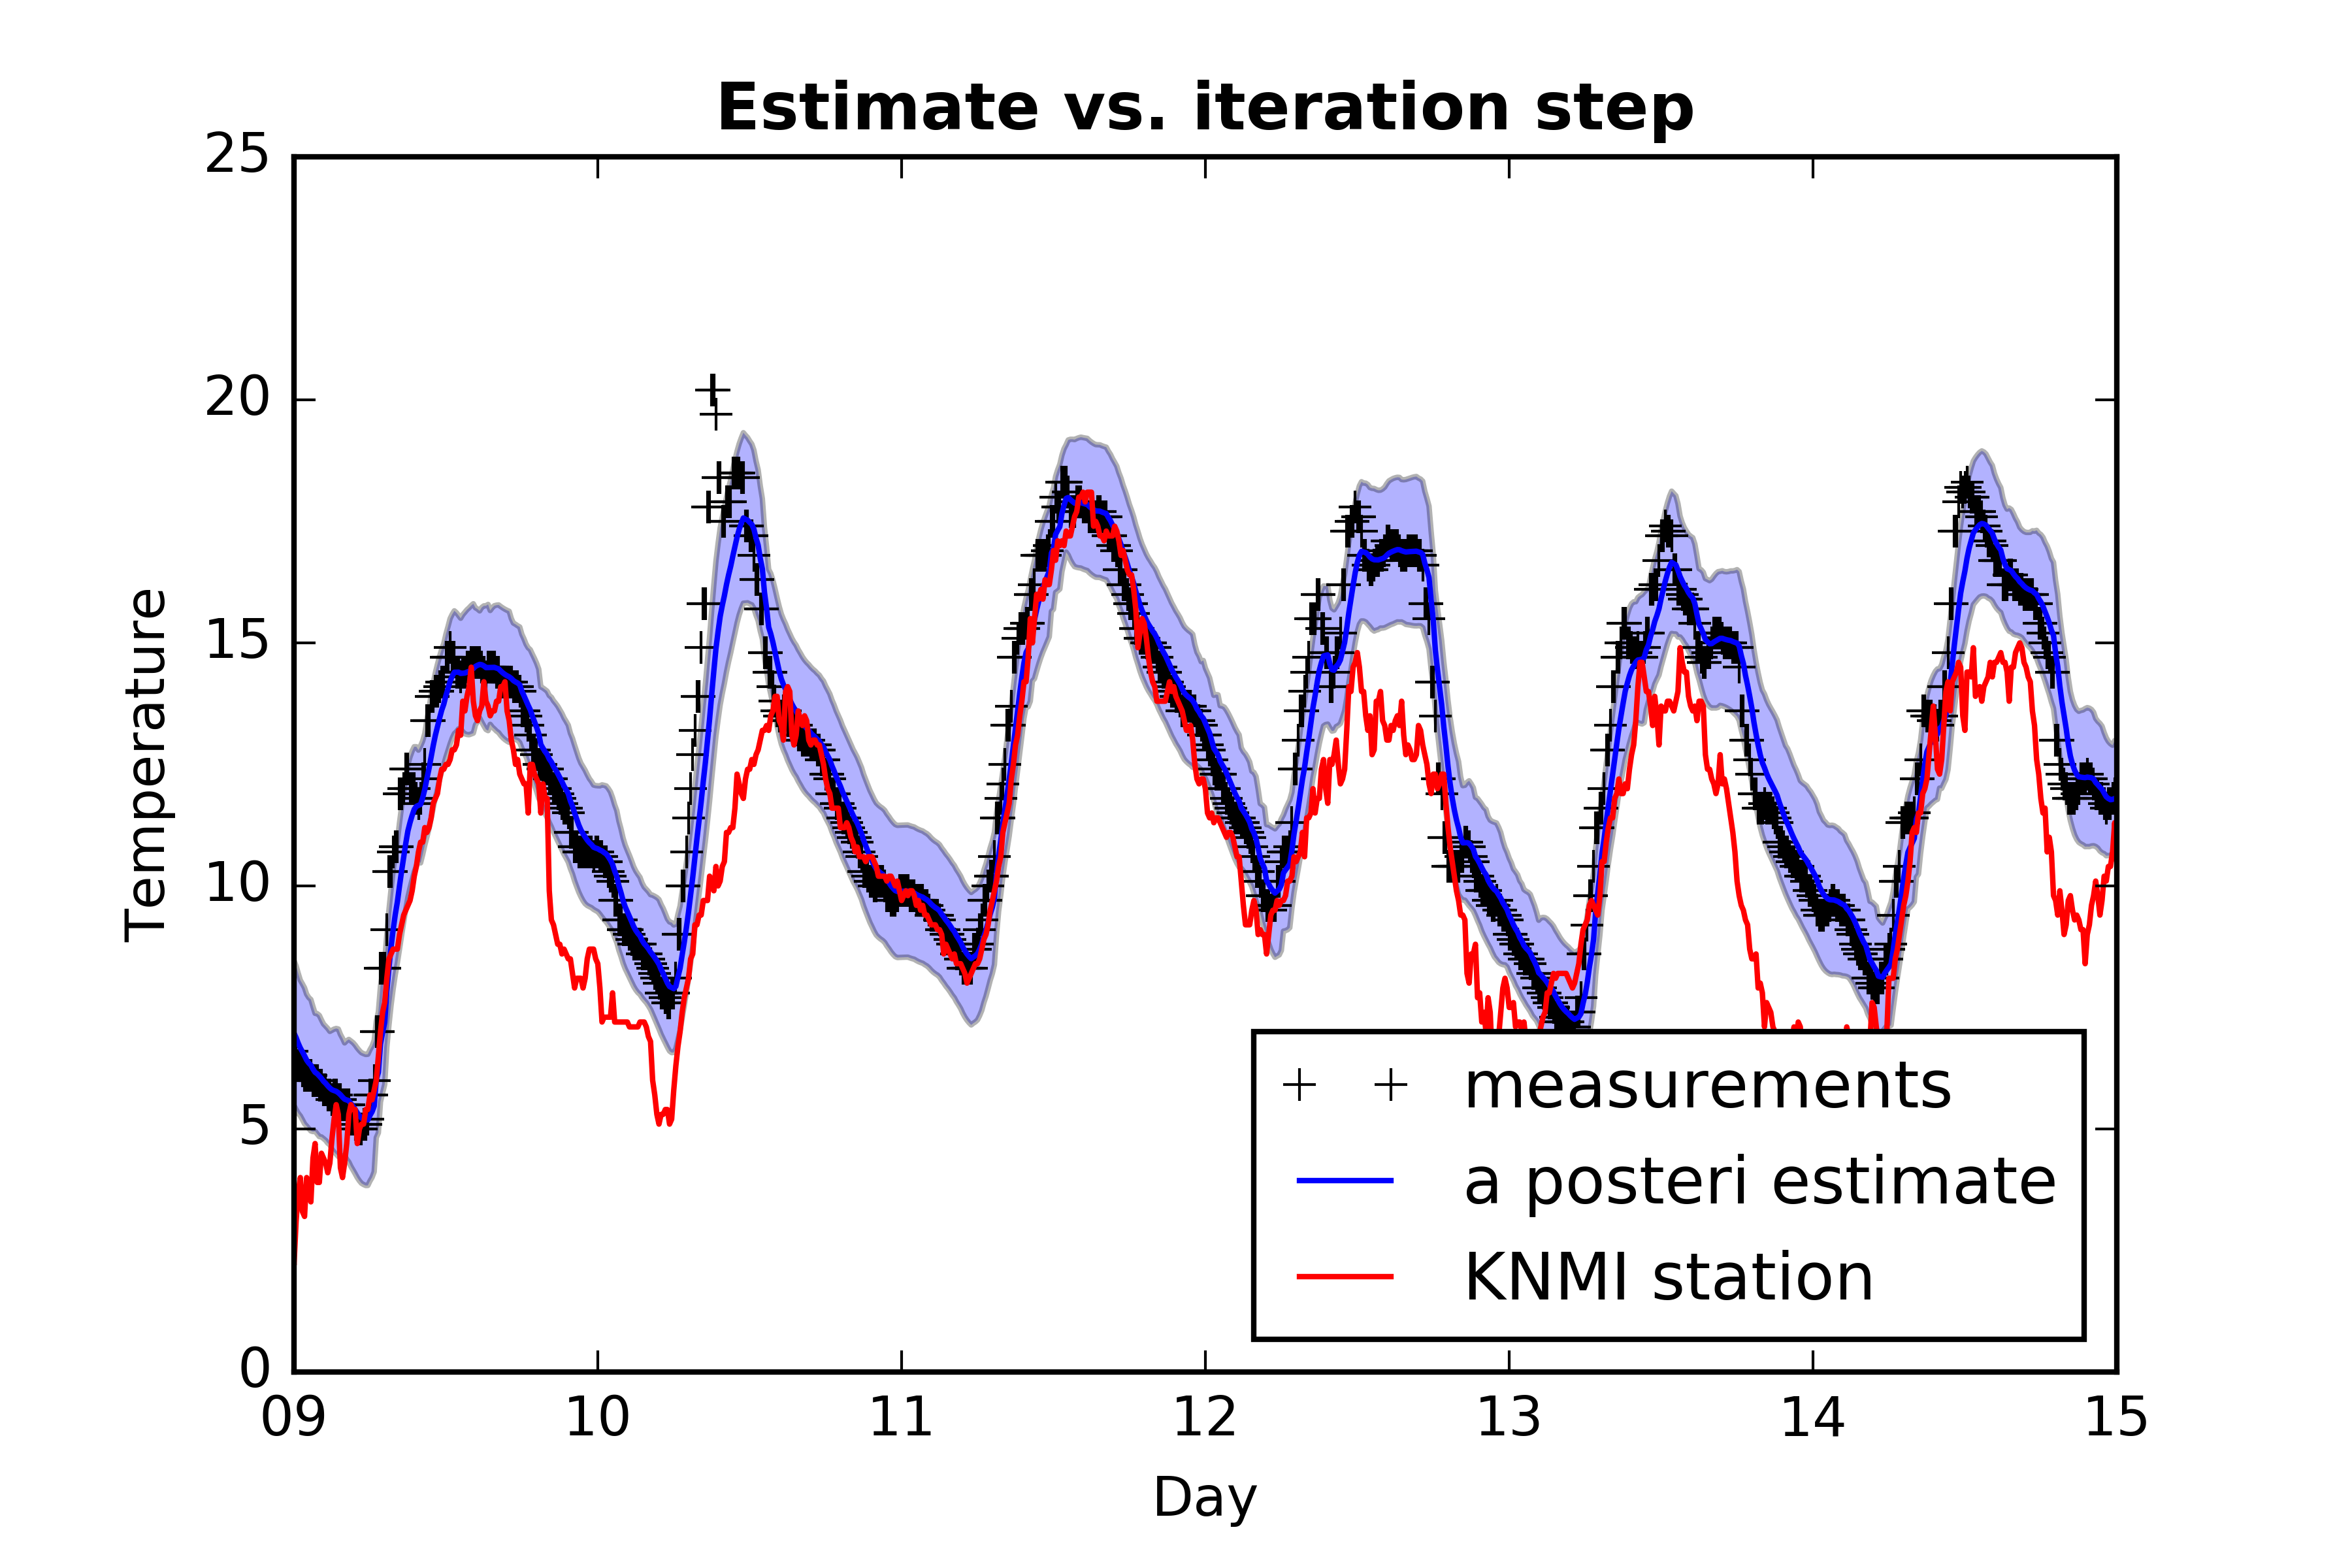 Estimate vs. iteration step
25
20
15
10
5
0
Temperature
09
10
11
12
13
14
15
Day
measurements
a posteri estimate
KNMI station